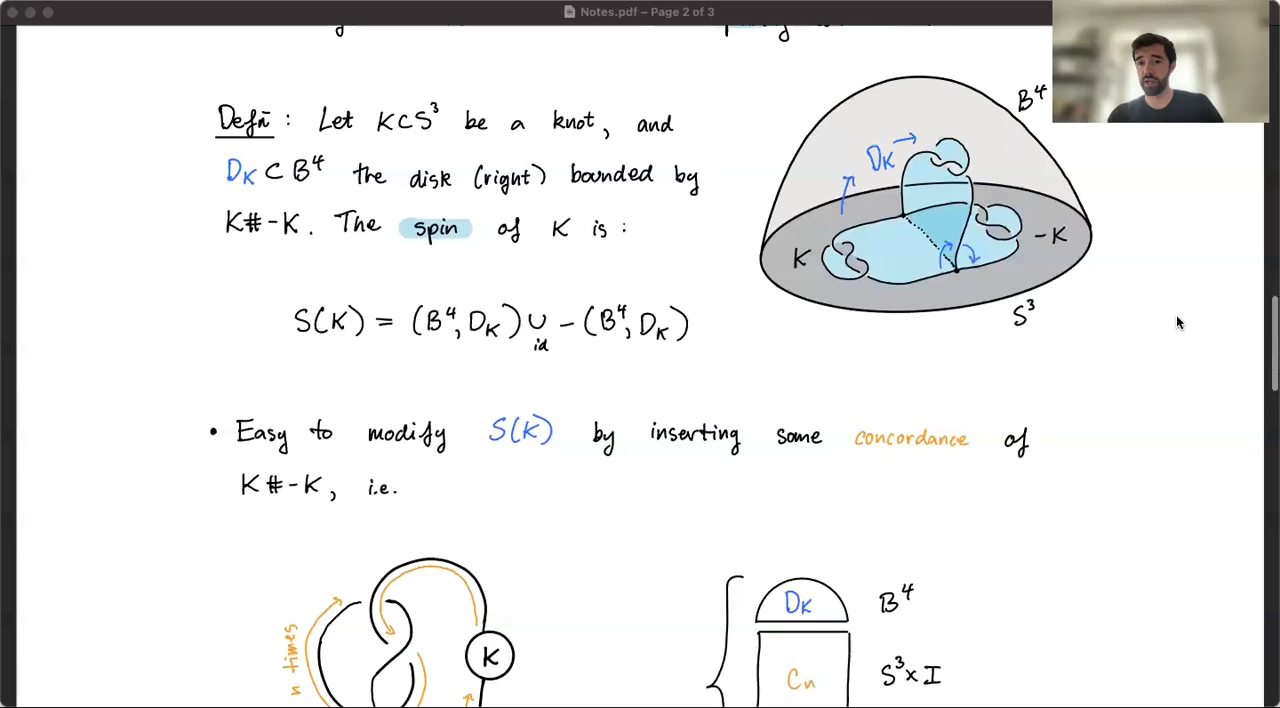 Notes.pdf – Page 2 of 3
Defñ : Let K⊂S³ be a knot, and
D_K ⊂ B⁴ the disk (right) bounded by
K#-K. The spin of K is :
S(K) = (B⁴, D_K) ∪_id -(B⁴, D_K)
B⁴
D_K
K
-K
S³
• Easy to modify S(K) by inserting some concordance of
K#-K, i.e.
n times
K
D_K B⁴
C_n S³×I